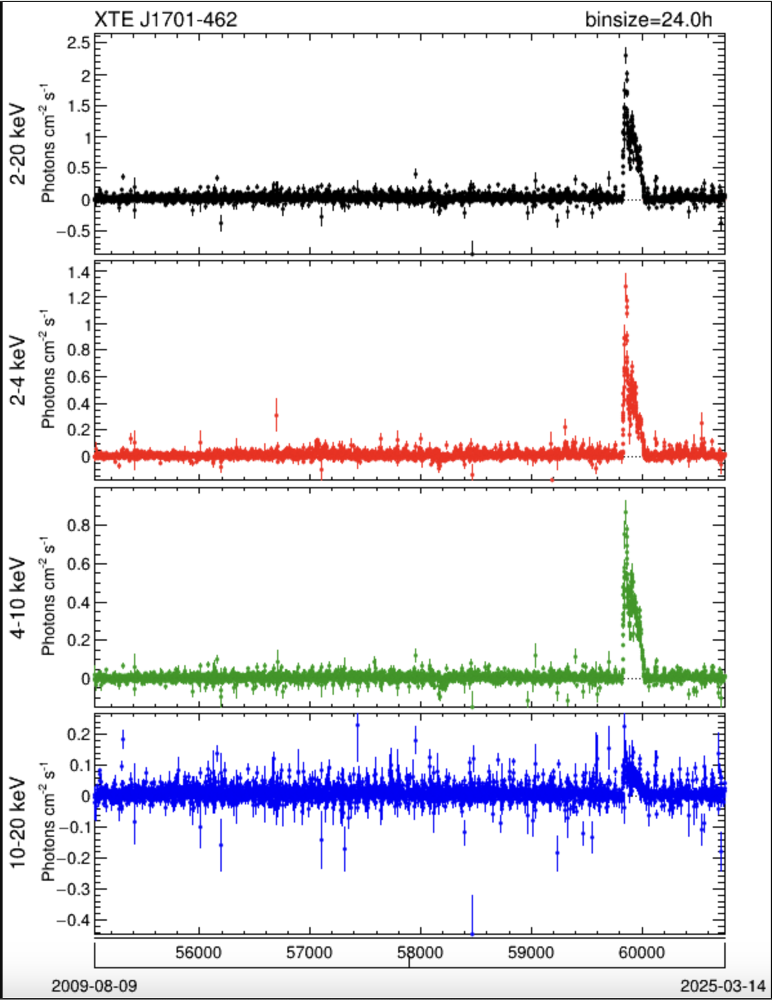 XTE J1701-462 binsize=24.0h
2-20 keV
Photons cm-2 s-1
2.5
2
1.5
1
0.5
0
−0.5
2-4 keV
Photons cm-2 s-1
1.4
1.2
1
0.8
0.6
0.4
0.2
0
4-10 keV
Photons cm-2 s-1
0.8
0.6
0.4
0.2
0
10-20 keV
Photons cm-2 s-1
0.2
0.1
0
−0.1
−0.2
−0.3
−0.4
56000 57000 58000 59000 60000
2009-08-09 2025-03-14